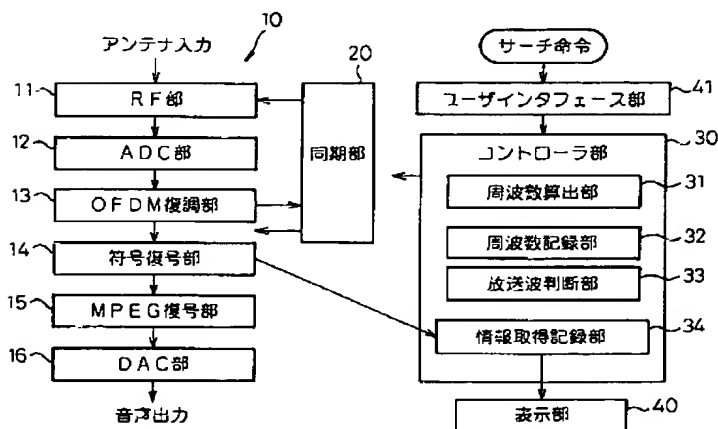 アンテナ入力
10
11
RF部
12
ADC部
13
OFDM復調部
14
符号復号部
15
MPEG復号部
16
DAC部
音声出力
20
同期部
サーチ命令
41
ユーザインタフェース部
30
コントローラ部
31
周波数算出部
32
周波数記録部
33
放送波判断部
34
情報取得記録部
40
表示部